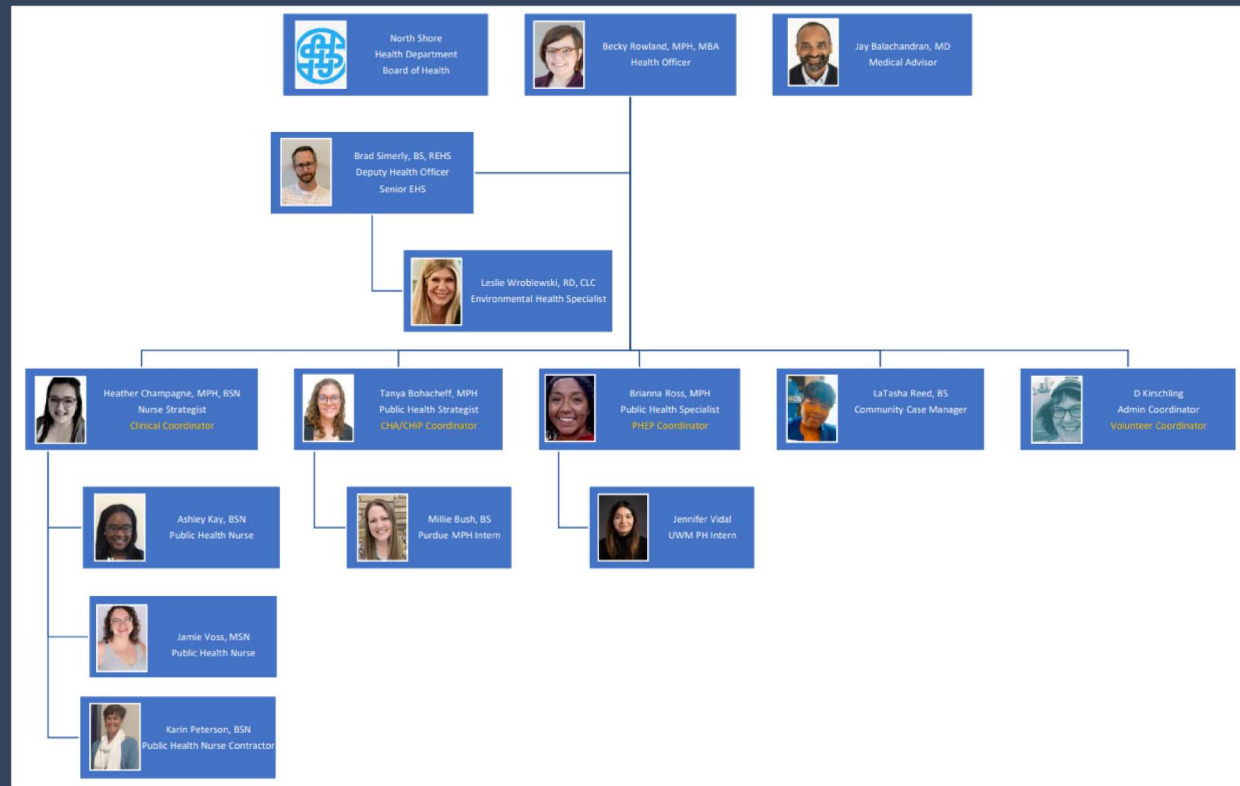 North Shore
Health Department
Board of Health
Becky Rowland, MPH, MBA
Health Officer
Jay Balachandran, MD
Medical Advisor
Brad Simerly, BS, REHS
Deputy Health Officer
Senior EHS
Leslie Wroblewski, RD, CLC
Environmental Health Specialist
Heather Champagne, MPH, BSN
Nurse Strategist
Clinical Coordinator
Tanya Bohacheff, MPH
Public Health Strategist
CHA/CHIP Coordinator
Brianna Ross, MPH
Public Health Specialist
PHEP Coordinator
LaTasha Reed, BS
Community Case Manager
D Kirschling
Admin Coordinator
Volunteer Coordinator
Ashley Kay, BSN
Public Health Nurse
Millie Bush, BS
Purdue MPH Intern
Jennifer Vidal
UWM PH Intern
Jamie Voss, MSN
Public Health Nurse
Karin Peterson, BSN
Public Health Nurse Contractor